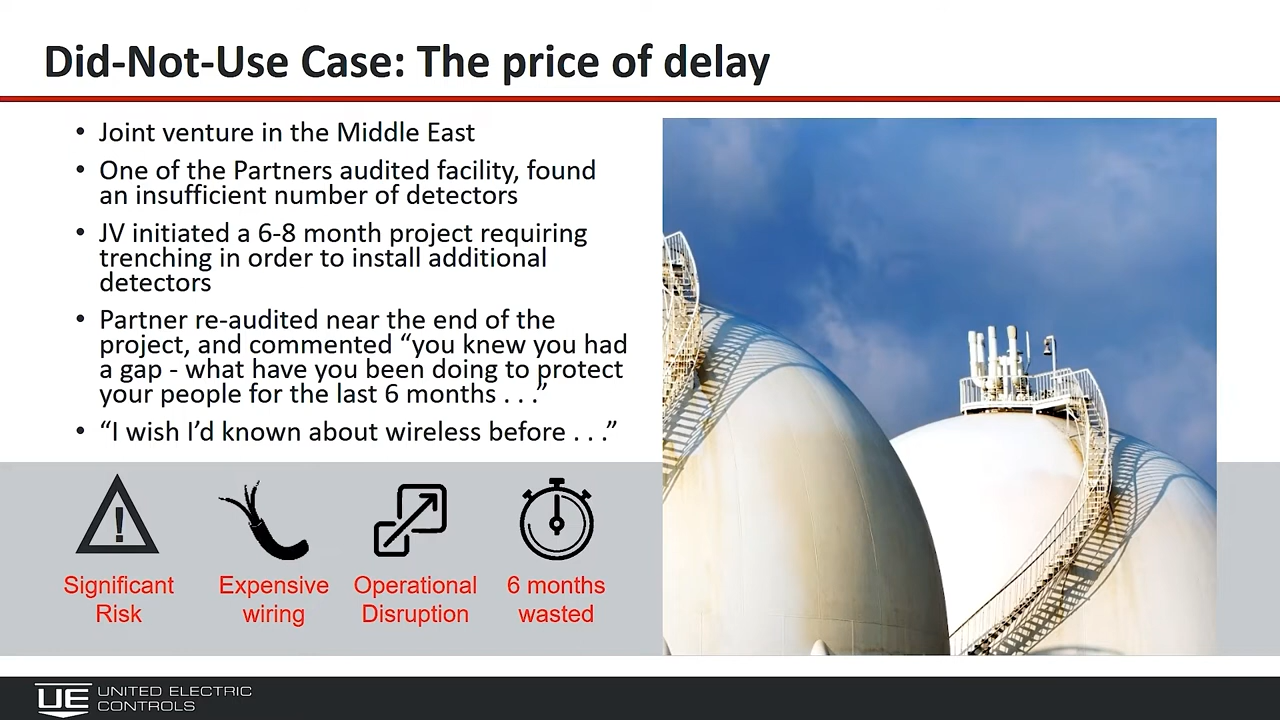 Did-Not-Use Case: The price of delay
• Joint venture in the Middle East
• One of the Partners audited facility, found
an insufficient number of detectors
• JV initiated a 6-8 month project requiring
trenching in order to install additional
detectors
• Partner re-audited near the end of the
project, and commented “you knew you had
a gap - what have you been doing to protect
your people for the last 6 months . . .”
• “I wish I’d known about wireless before . . .”
!
Significant
Risk
Expensive
wiring
Operational
Disruption
6 months
wasted
UE UNITED ELECTRIC
CONTROLS